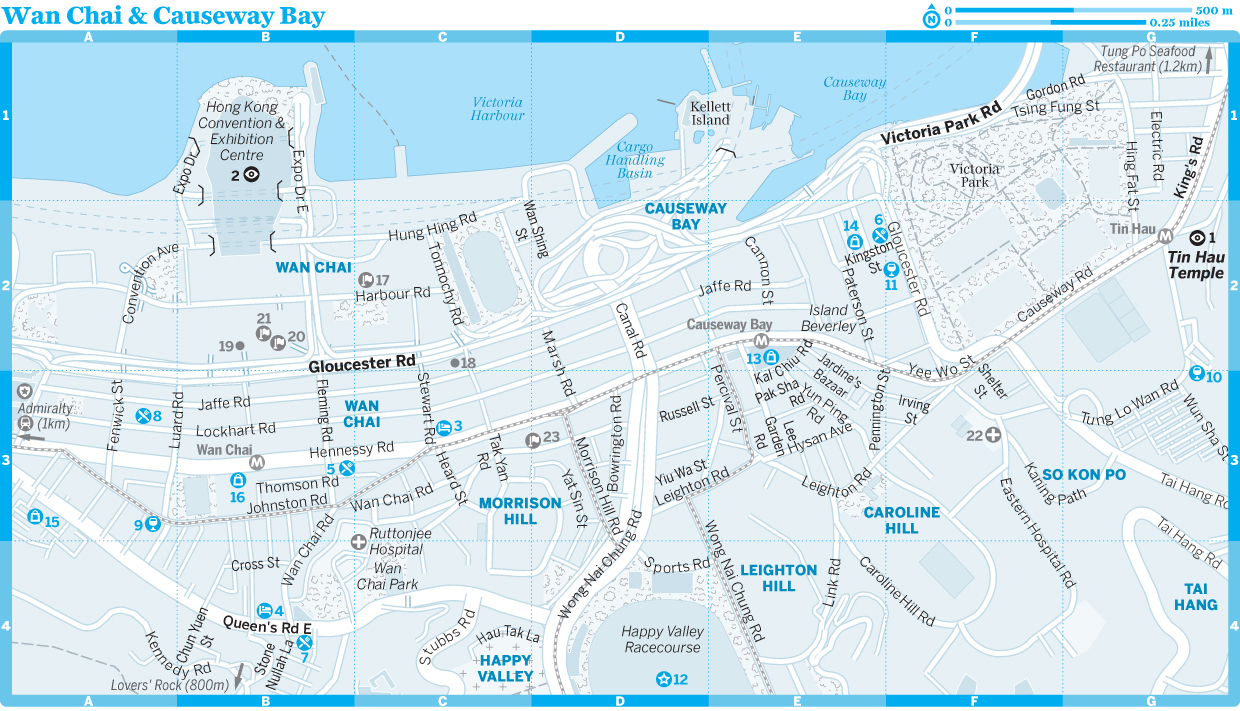 Wan Chai & Causeway Bay
N
0
500 m
0
0.25 miles
A
B
C
D
E
F
G
1
1
Tung Po Seafood
Restaurant (1.2km)
Hong Kong
Convention &
Exhibition
Centre
2
Expo Dr
Expo Dr E
Victoria
Harbour
Kellett
Island
Causeway
Bay
Cargo
Handling
Basin
Victoria Park Rd
Gordon Rd
Tsing Fung St
Victoria
Park
Hing Fat St
Electric Rd
King's Rd
2
2
Convention Ave
WAN CHAI
Hung Hing Rd
Tonnochy Rd
Wan Shing
St
17
Harbour Rd
21
20
19
18
Gloucester Rd
CAUSEWAY
BAY
Cannon St
Jaffe Rd
Canal Rd
Marsh Rd
14
6
Kingston
St
11
Paterson St
Gloucester Rd
Island
Beverley
Causeway Bay
M
13
Tin Hau
M
1
Tin Hau
Temple
Causeway Rd
Yee Wo St
3
3
Admiralty
(1km)
Fenwick St
8
Luard Rd
Jaffe Rd
Lockhart Rd
Wan Chai
M
Fleming Rd
WAN
CHAI
Stewart Rd
3
Hennessy Rd
5
16
Thomson Rd
Johnston Rd
15
9
Wan Chai Rd
Heard St
Tak Yan
Rd
23
MORRISON
HILL
Yat Sin St
Morrison Hill Rd
Bowrington Rd
Russell St
Percival St
Yiu Wa St
Leighton Rd
Kai Chiu Rd
Pak Sha
Rd
Jardine's
Bazaar
Yun Ping
Rd
Lee
Garden
Rd
Hysan Ave
Pennington St
Irving
St
Leighton Rd
Shelter
St
22
CAROLINE
HILL
Eastern Hospital Rd
Kaning
Path
SO KON PO
Tung Lo Wan Rd
10
Wun Sha St
Tai Hang Rd
Tai Hang Rd
4
4
Wan Chai Rd
Ruttonjee
Hospital
Wan
Chai Park
Cross St
4
Queen's Rd E
7
Stone
Nullah La
Chun Yuen
St
Kennedy Rd
Lovers' Rock (800m)
Stubbs Rd
Hau Tak La
HAPPY
VALLEY
Wong Nai Chung Rd
Sports Rd
Happy Valley
Racecourse
12
Wong Nai Chung Rd
LEIGHTON
HILL
Link Rd
Caroline Hill Rd
TAI
HANG
A
B
C
D
E
F
G